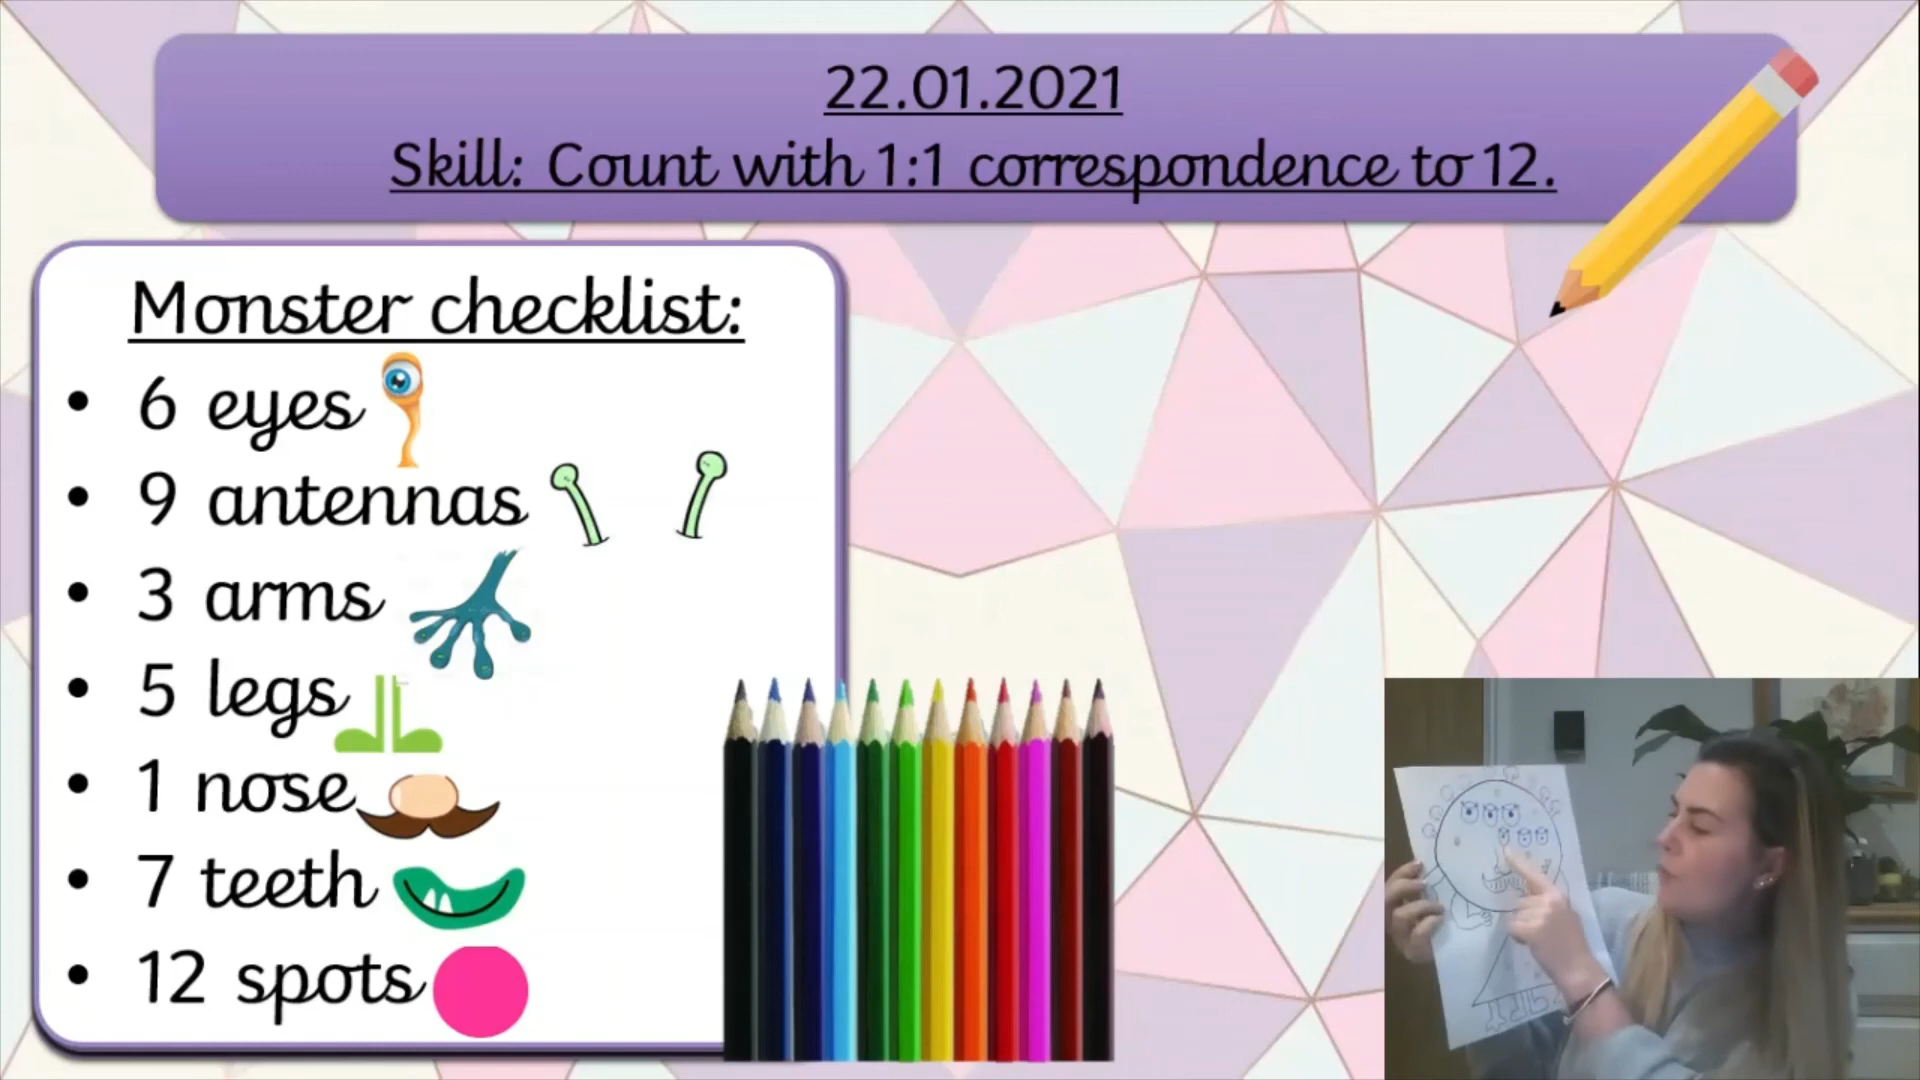 22.01.2021
Skill: Count with 1:1 correspondence to 12.
Monster checklist:
• 6 eyes
• 9 antennas
• 3 arms
• 5 legs
• 1 nose
• 7 teeth
• 12 spots